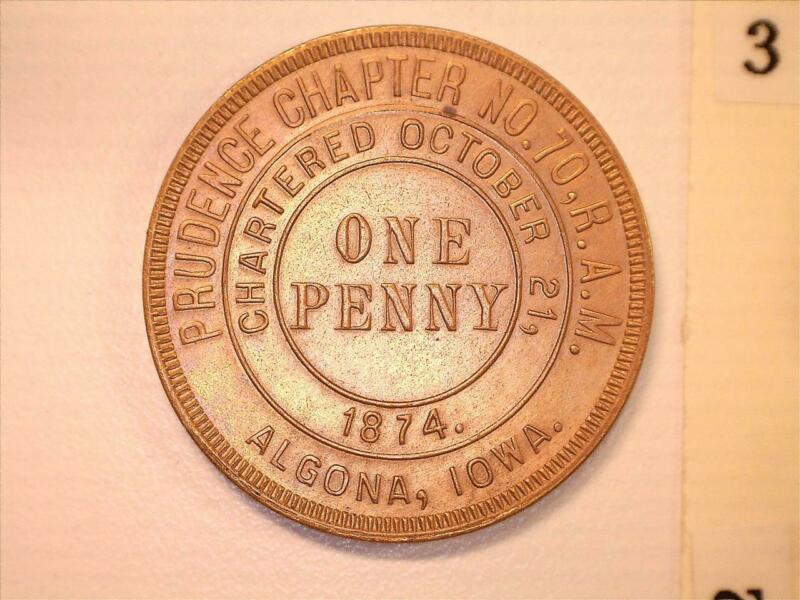 PRUDENCE CHAPTER NO. 70, R.A.M.
ALGONA, IOWA.
CHARTERED OCTOBER 21,
1874.
ONE
PENNY
3